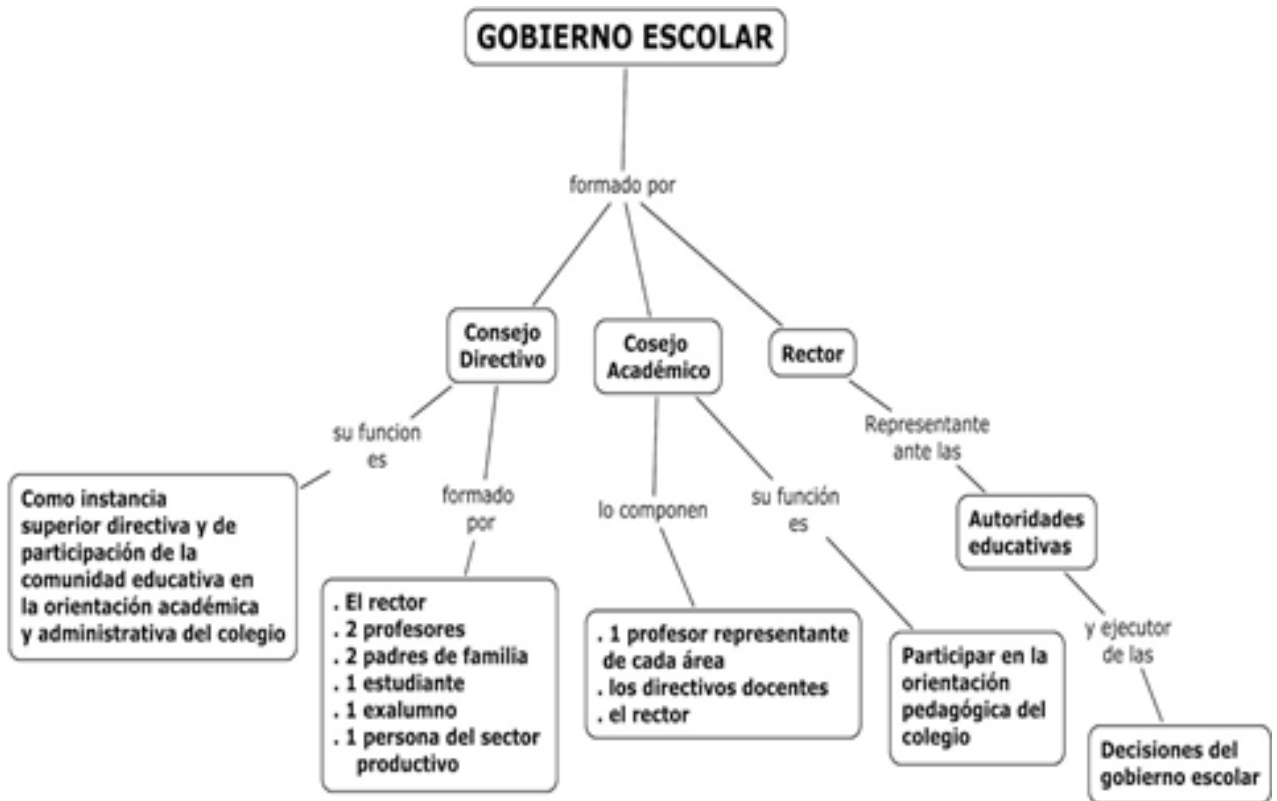 GOBIERNO ESCOLAR
formado por
Consejo
Directivo
Cosejo
Académico
Rector
su funcion
es
formado
por
lo componen
su función
es
Representante
ante las
Como instancia
superior directiva y de
participación de la
comunidad educativa en
la orientación académica
y administrativa del colegio
. El rector
. 2 profesores
. 2 padres de familia
. 1 estudiante
. 1 exalumno
. 1 persona del sector
productivo
. 1 profesor representante
de cada área
. los directivos docentes
. el rector
Participar en la
orientación
pedagógica del
colegio
Autoridades
educativas
y ejecutor
de las
Decisiones del
gobierno escolar